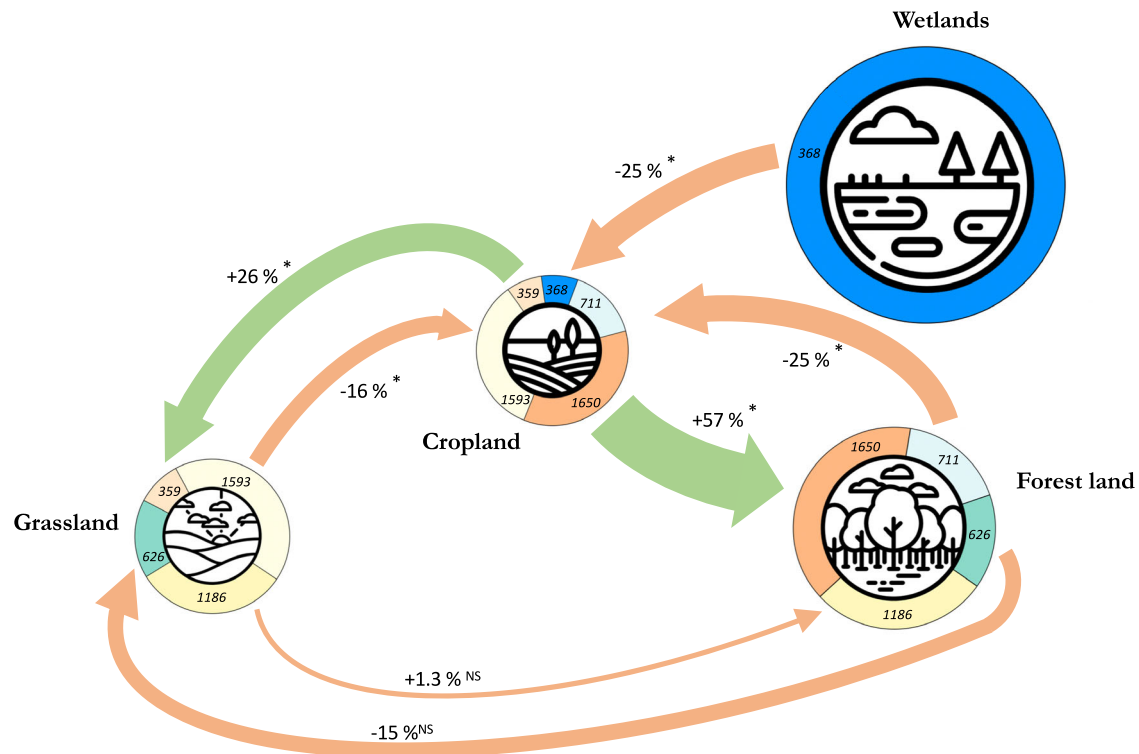 Wetlands
368
-25 % *
+26 % *
359
368
711
1593
1650
-16 % *
-25 % *
Cropland
+57 % *
1650
711
626
1186
Forest land
359
1593
626
1186
Grassland
+1.3 % NS
-15 %NS